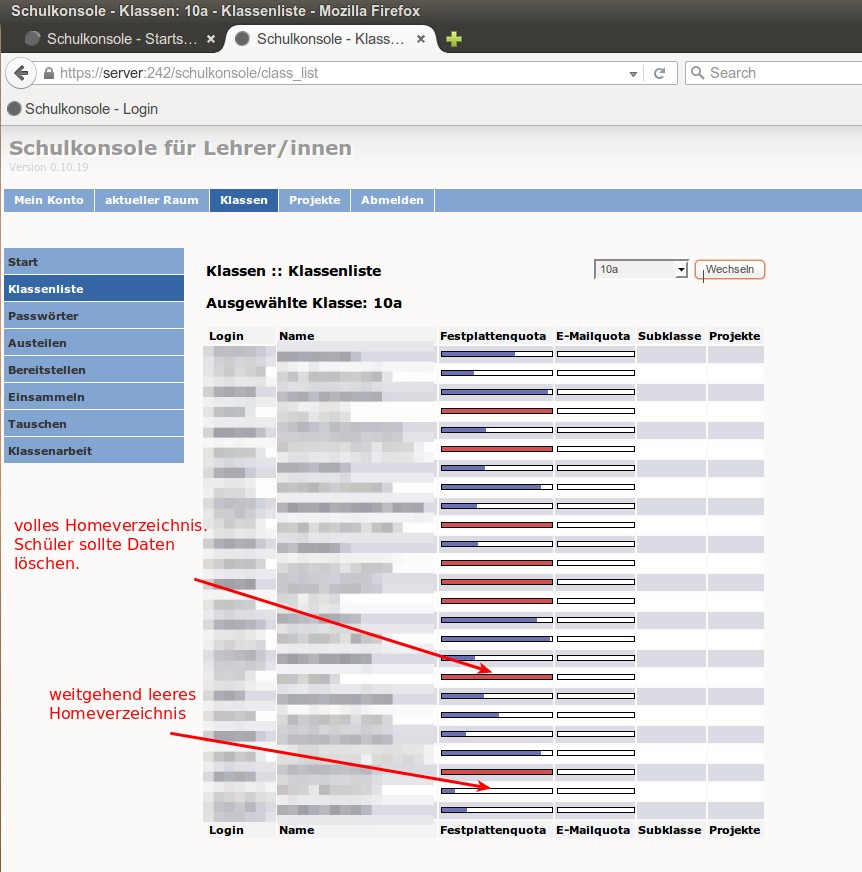 Schulkonsole - Klassen: 10a - Klassenliste - Mozilla Firefox
Schulkonsole - Starts… × Schulkonsole - Klass… ×
https://server:242/schulkonsole/class_list Search
Schulkonsole - Login
Schulkonsole für Lehrer/innen
Version 0.10.19
Mein Konto aktueller Raum Klassen Projekte Abmelden
Start
Klassenliste
Passwörter
Austeilen
Bereitstellen
Einsammeln
Tauschen
Klassenarbeit
Klassen :: Klassenliste 10a Wechseln
Ausgewählte Klasse: 10a
Login Name Festplattenquota E-Mailquota Subklasse Projekte
volles Homeverzeichnis.
Schüler sollte Daten
löschen.
weitgehend leeres
Homeverzeichnis
Login Name Festplattenquota E-Mailquota Subklasse Projekte